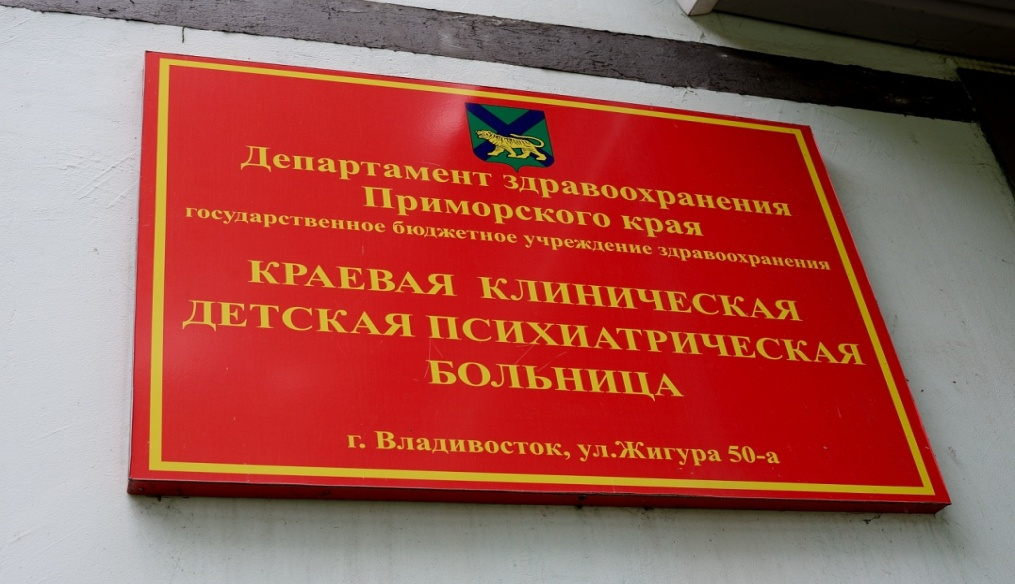 Департамент здравоохранения
Приморского края
государственное бюджетное учреждение здравоохранения
КРАЕВАЯ КЛИНИЧЕСКАЯ
ДЕТСКАЯ ПСИХИАТРИЧЕСКАЯ
БОЛЬНИЦА
г. Владивосток, ул.Жигура 50-а